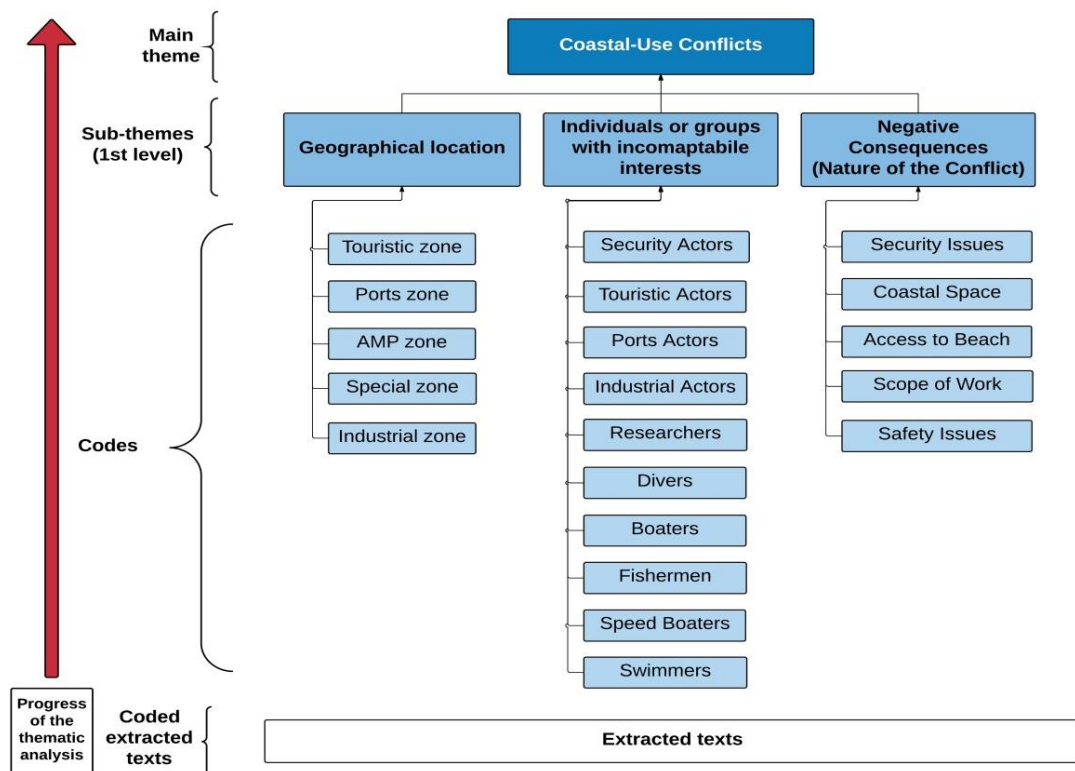 Main
theme
Coastal-Use Conflicts
Sub-themes
(1st level)
Geographical location
Individuals or groups
with incomaptabile
interests
Negative
Consequences
(Nature of the Conflict)
Codes
Touristic zone
Ports zone
AMP zone
Special zone
Industrial zone
Security Actors
Touristic Actors
Ports Actors
Industrial Actors
Researchers
Divers
Boaters
Fishermen
Speed Boaters
Swimmers
Security Issues
Coastal Space
Access to Beach
Scope of Work
Safety Issues
Progress
of the
thematic
analysis
Coded
extracted
texts
Extracted texts